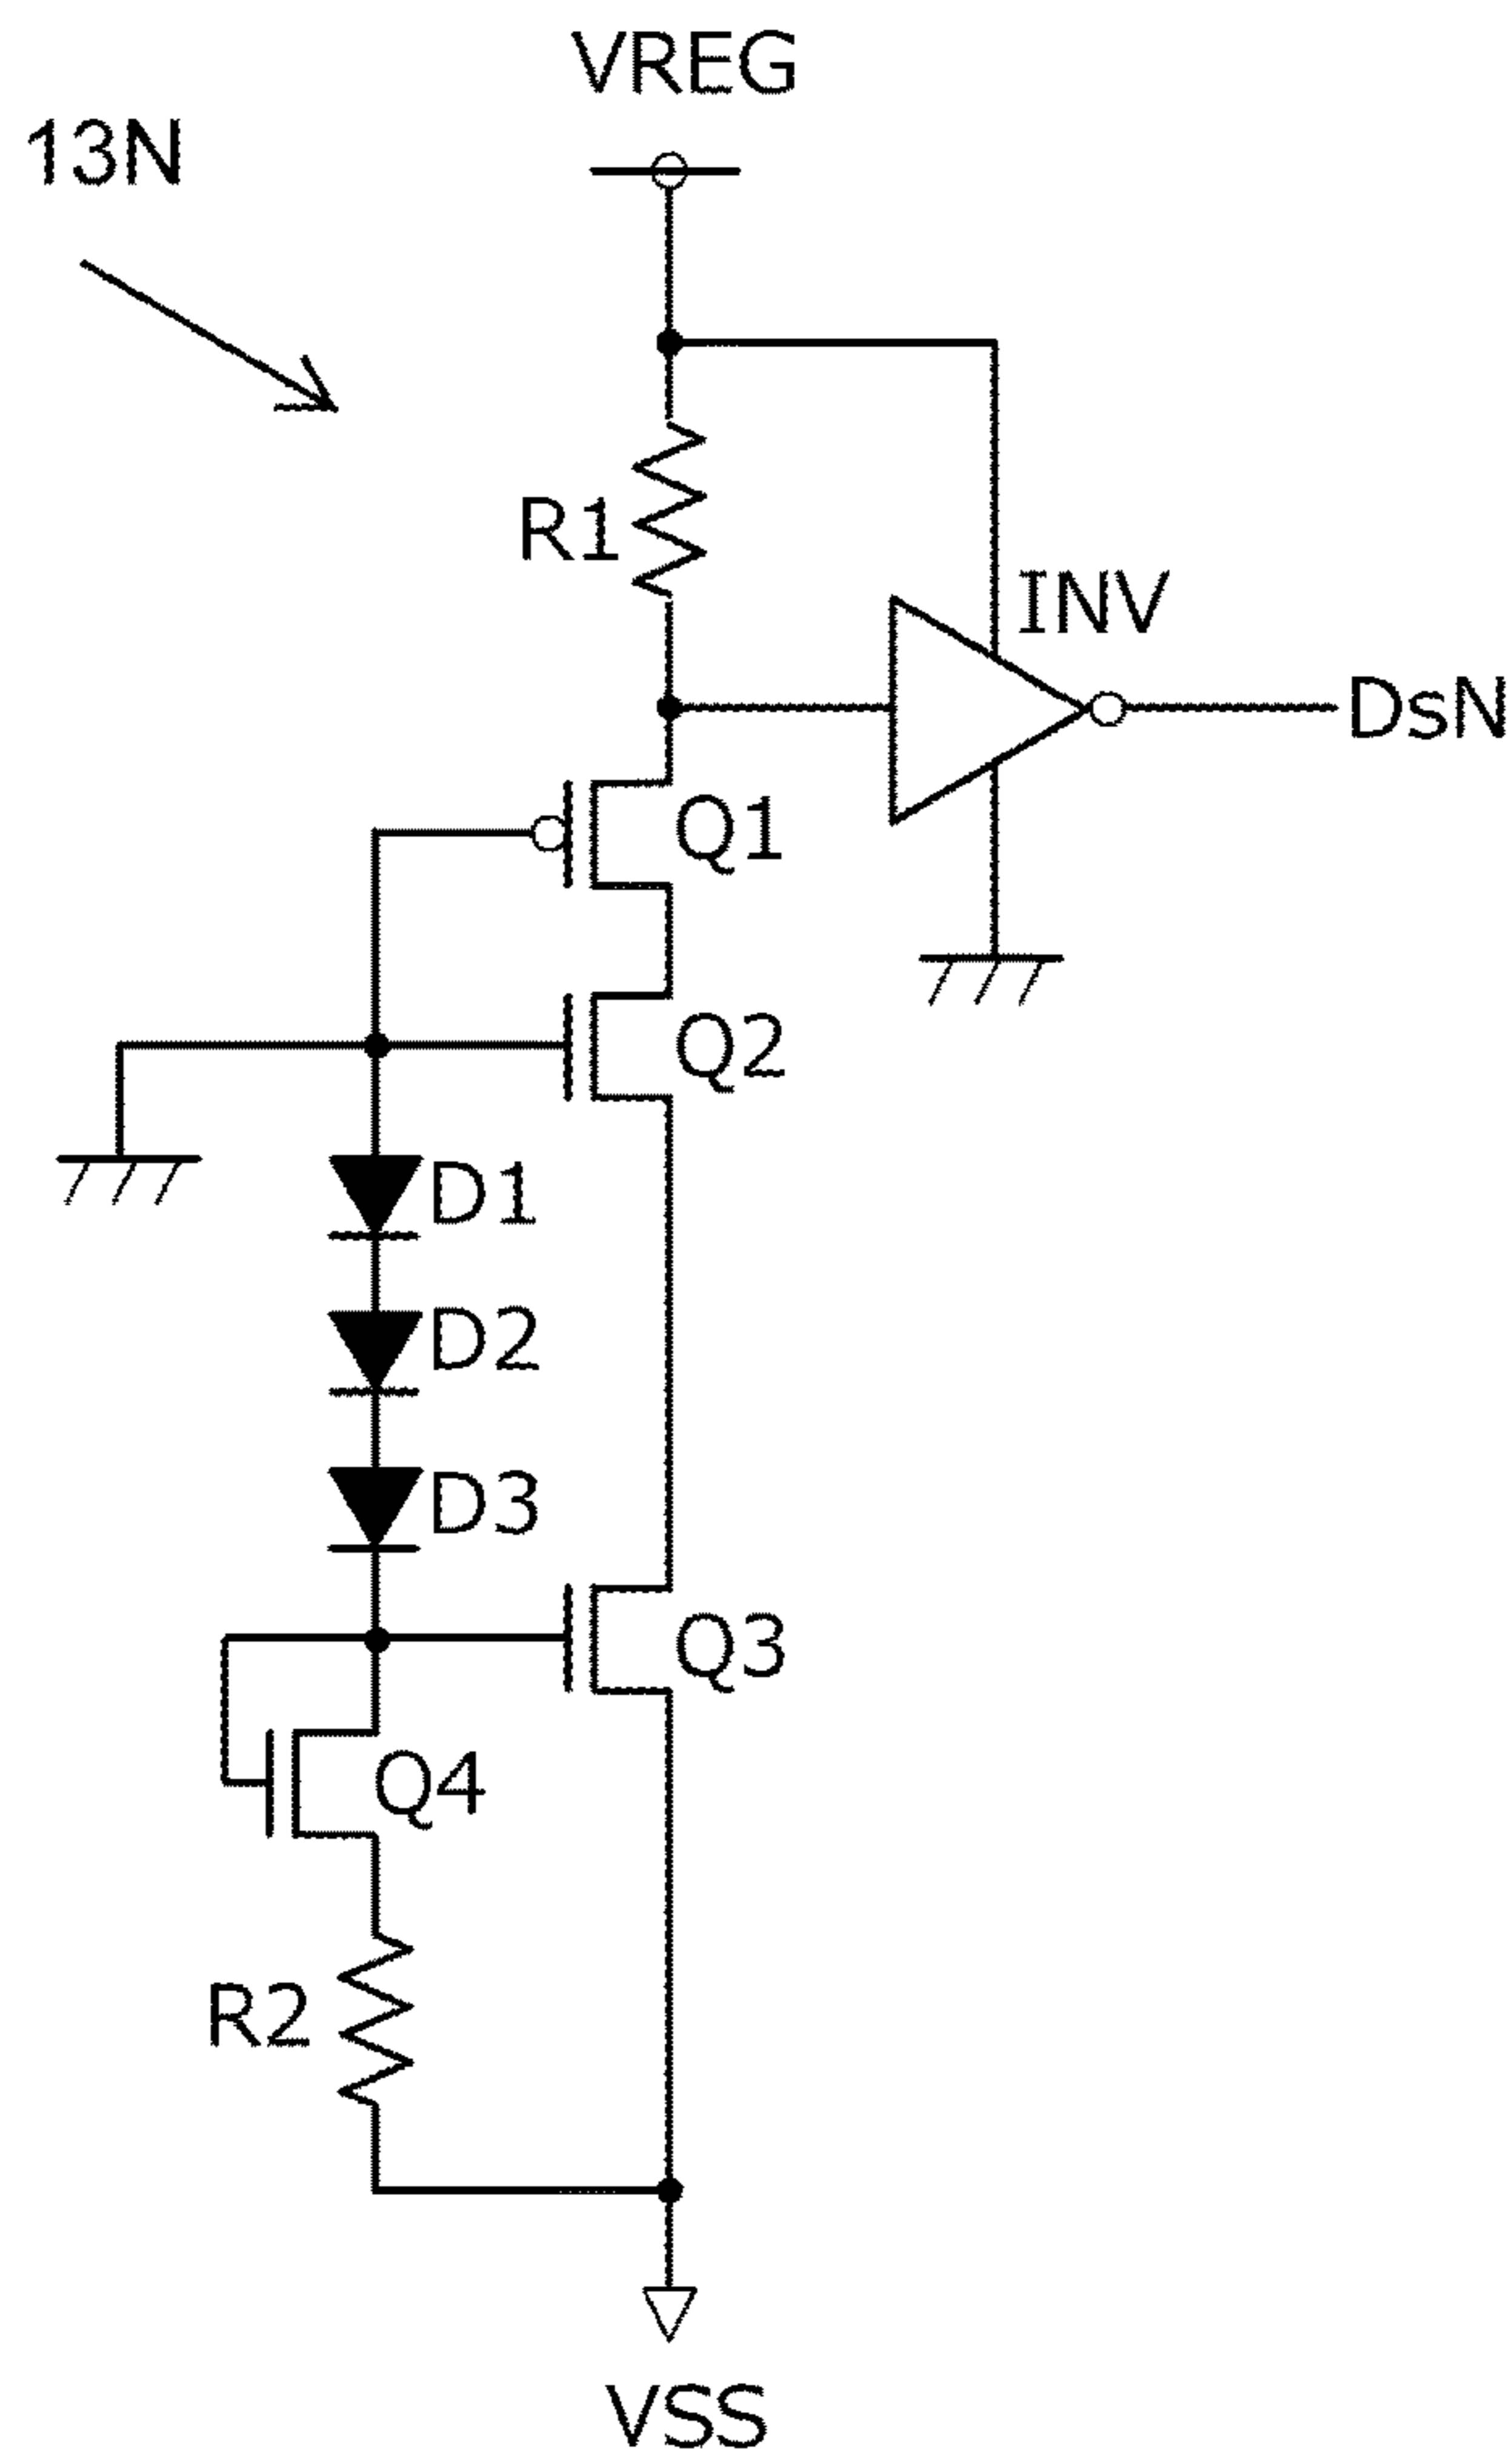 VREG
13N
R1
INV
DsN
Q1
Q2
D1
D2
D3
Q3
Q4
R2
VSS